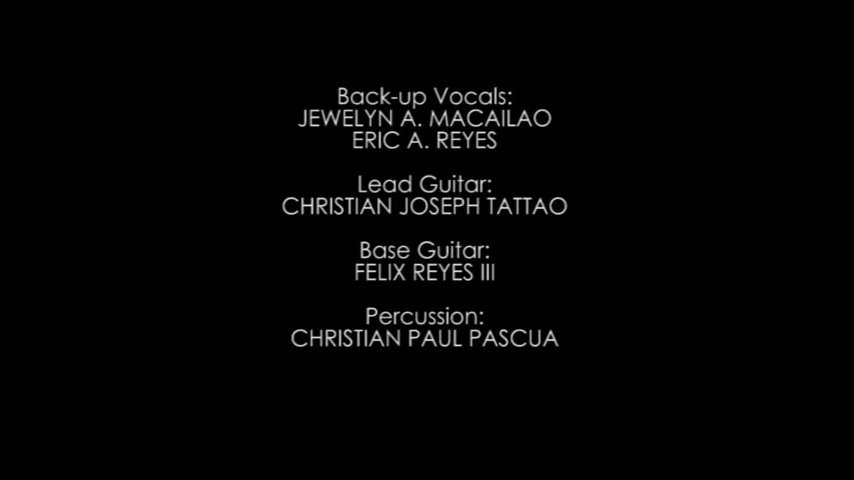 Back-up Vocals:
JEWELYN A. MACAILAO
ERIC A. REYES
Lead Guitar:
CHRISTIAN JOSEPH TATTAO
Base Guitar:
FELIX REYES III
Percussion:
CHRISTIAN PAUL PASCUA